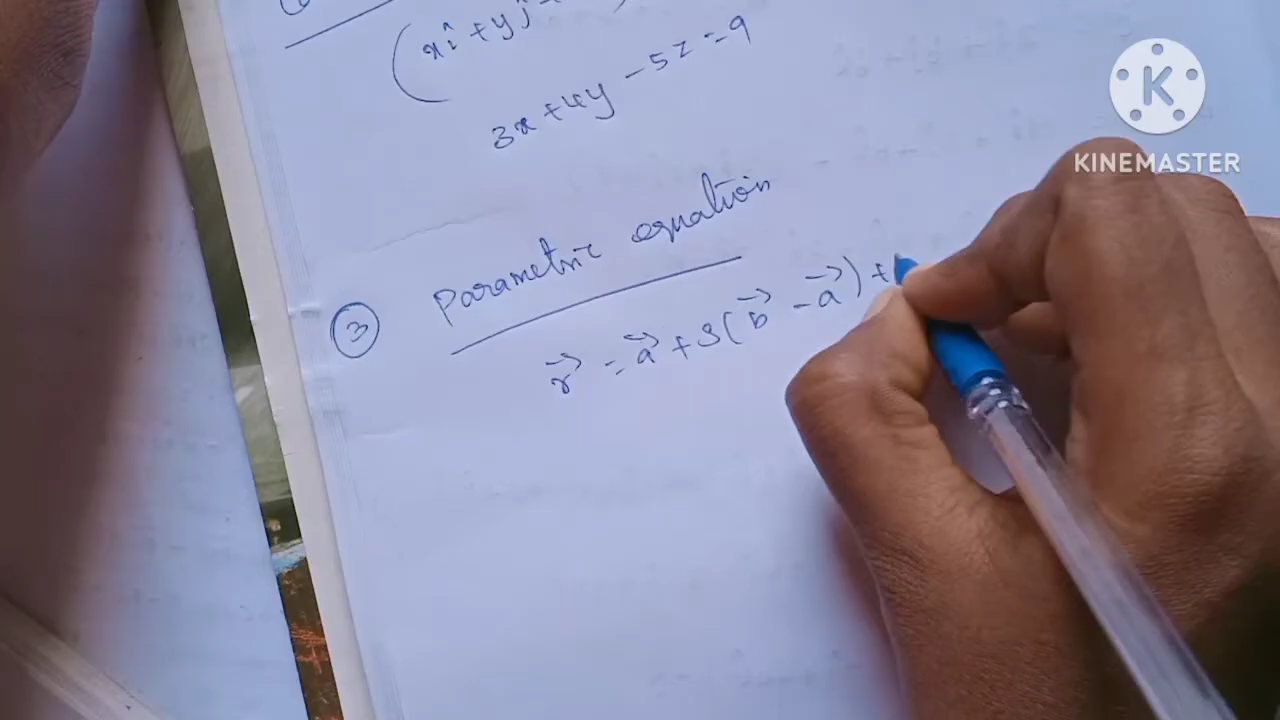 (xî + yĵ
3x + 4y - 5z = 9
③ Parametric equation
r⃗ = a⃗ + s(b⃗ - a⃗) +
K
KINEMASTER